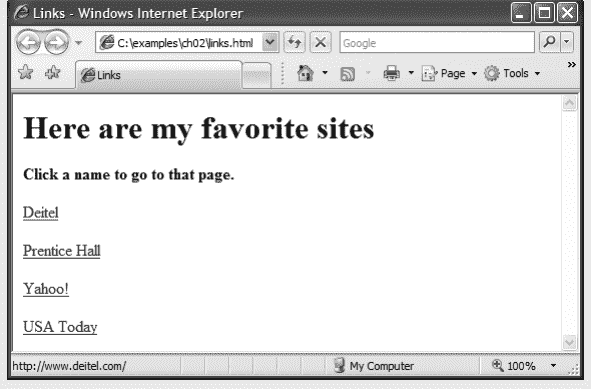 Links - Windows Internet Explorer
C:\examples\ch02\links.html Google
Links Page Tools »
Here are my favorite sites
Click a name to go to that page.
Deitel
Prentice Hall
Yahoo!
USA Today
http://www.deitel.com/ My Computer 100%